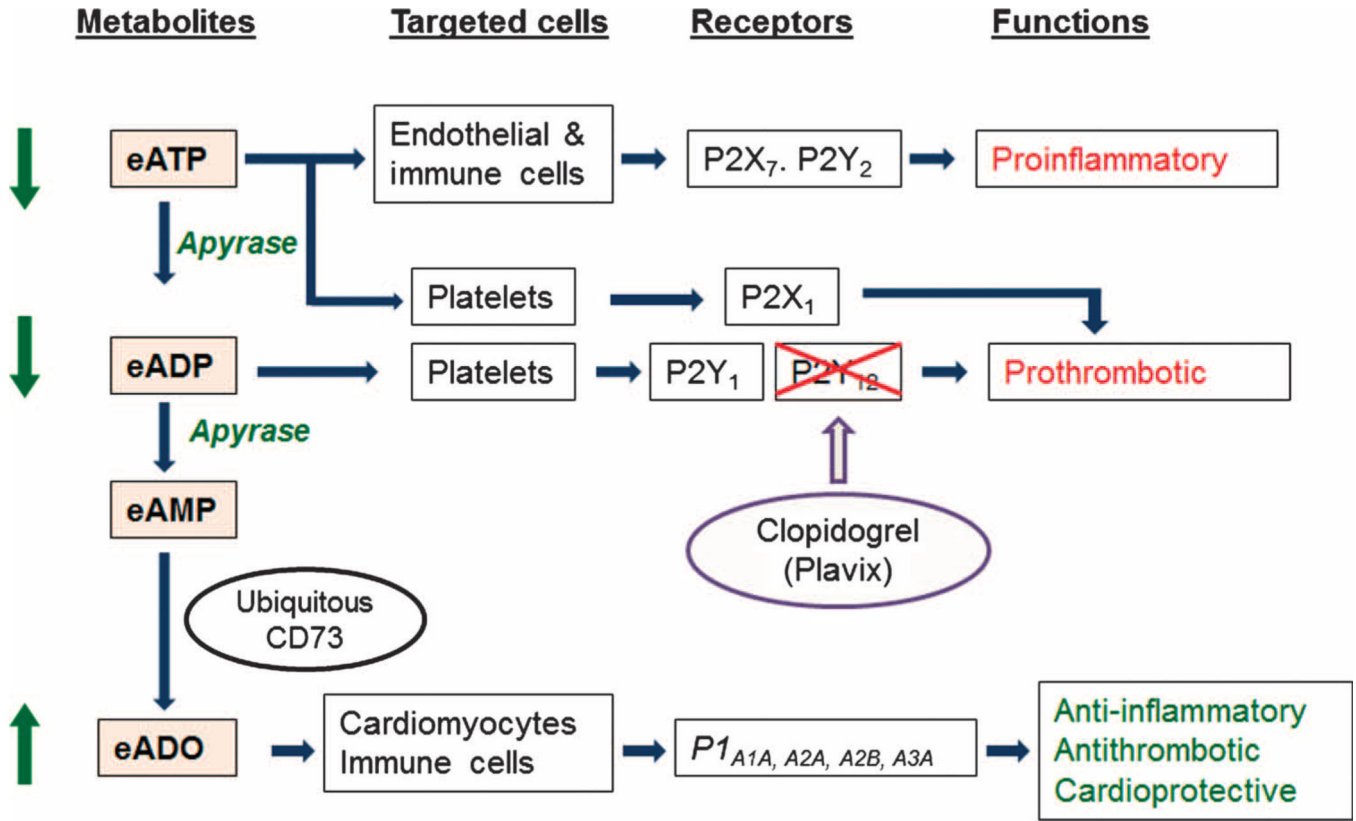 Metabolites Targeted cells Receptors Functions
eATP
Endothelial &
immune cells
P2X7. P2Y2
Proinflammatory
Apyrase
Platelets
P2X1
eADP
Platelets
P2Y1
P2Y12
Prothrombotic
Apyrase
eAMP
Clopidogrel
(Plavix)
Ubiquitous
CD73
eADO
Cardiomyocytes
Immune cells
P1A1A, A2A, A2B, A3A
Anti-inflammatory
Antithrombotic
Cardioprotective